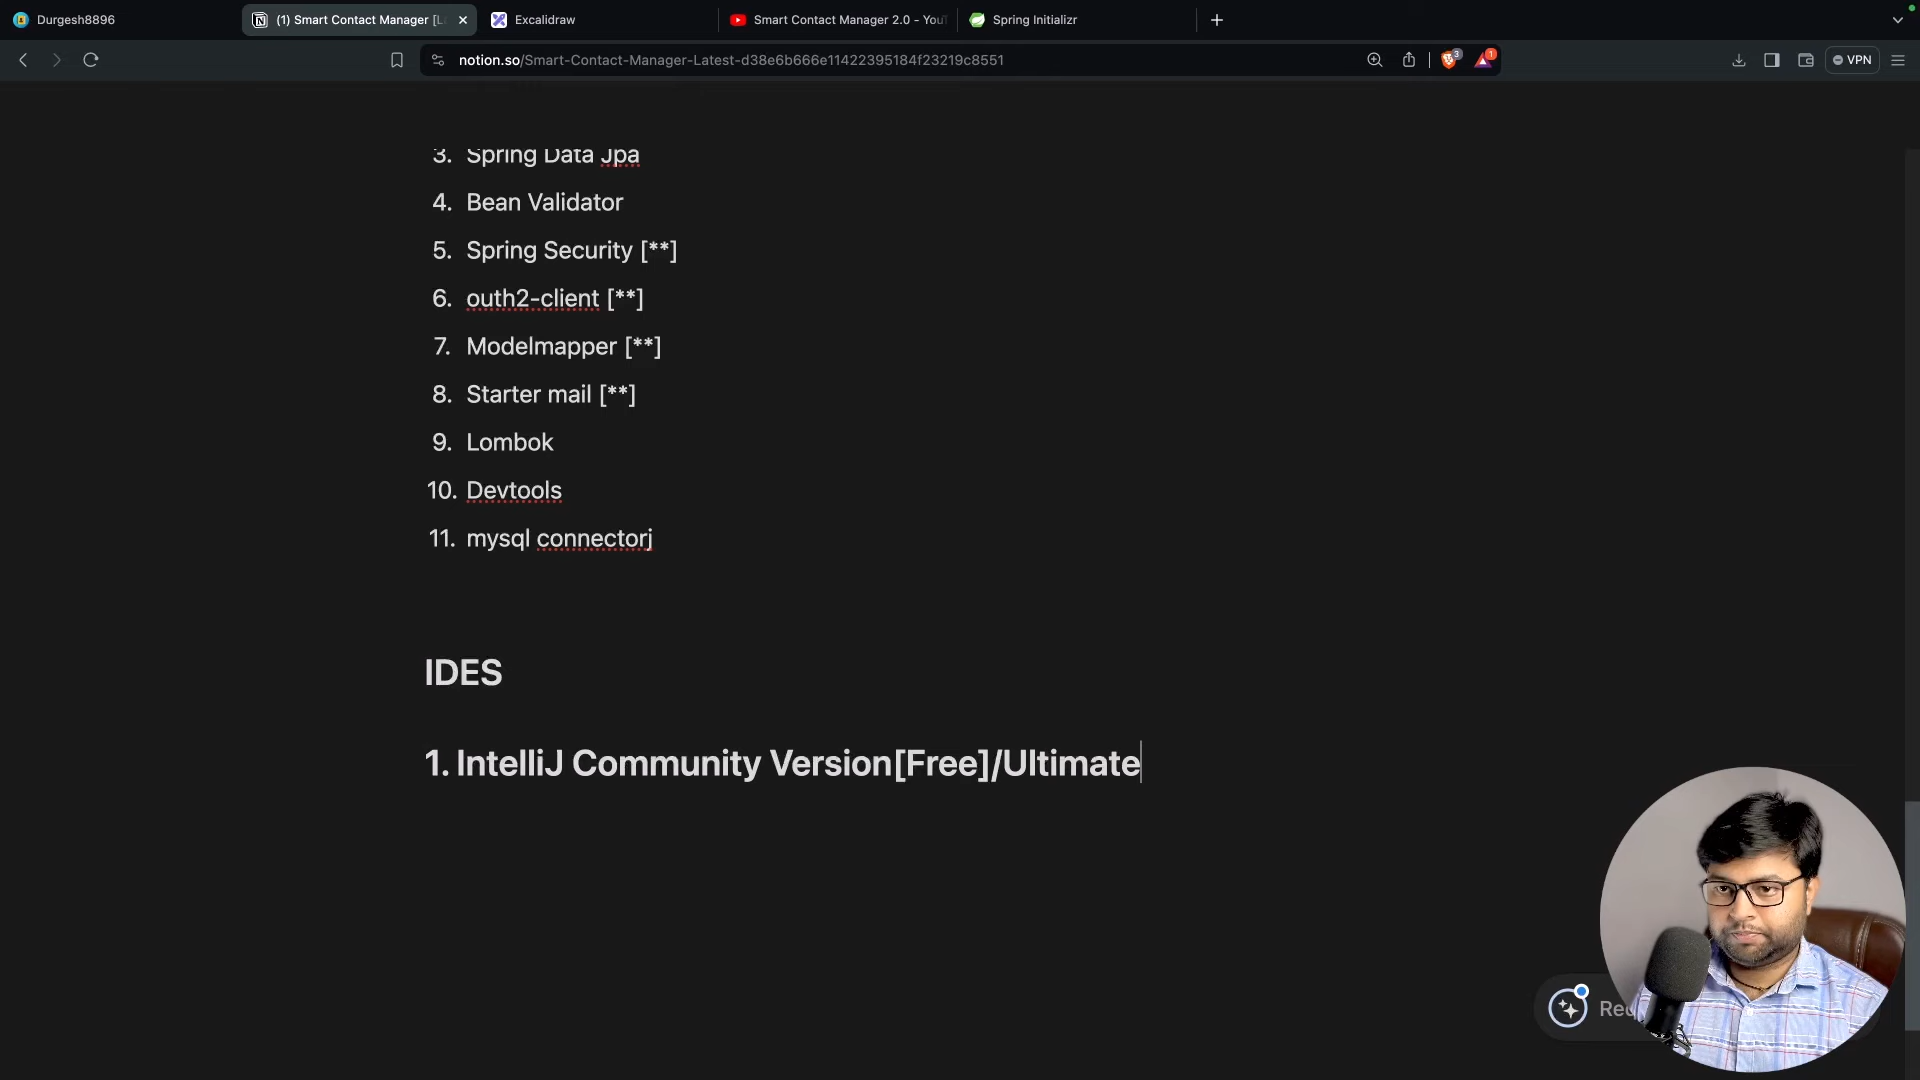 Durgesh8896
(1) Smart Contact Manager [L
Excalidraw
Smart Contact Manager 2.0 - You
Spring Initializr
notion.so/Smart-Contact-Manager-Latest-d38e6b666e11422395184f23219c8551
3
1
VPN
3. Spring Data Jpa
4. Bean Validator
5. Spring Security [**]
6. outh2-client [**]
7. Modelmapper [**]
8. Starter mail [**]
9. Lombok
10. Devtools
11. mysql connectorj
IDES
1. IntelliJ Community Version[Free]/Ultimate